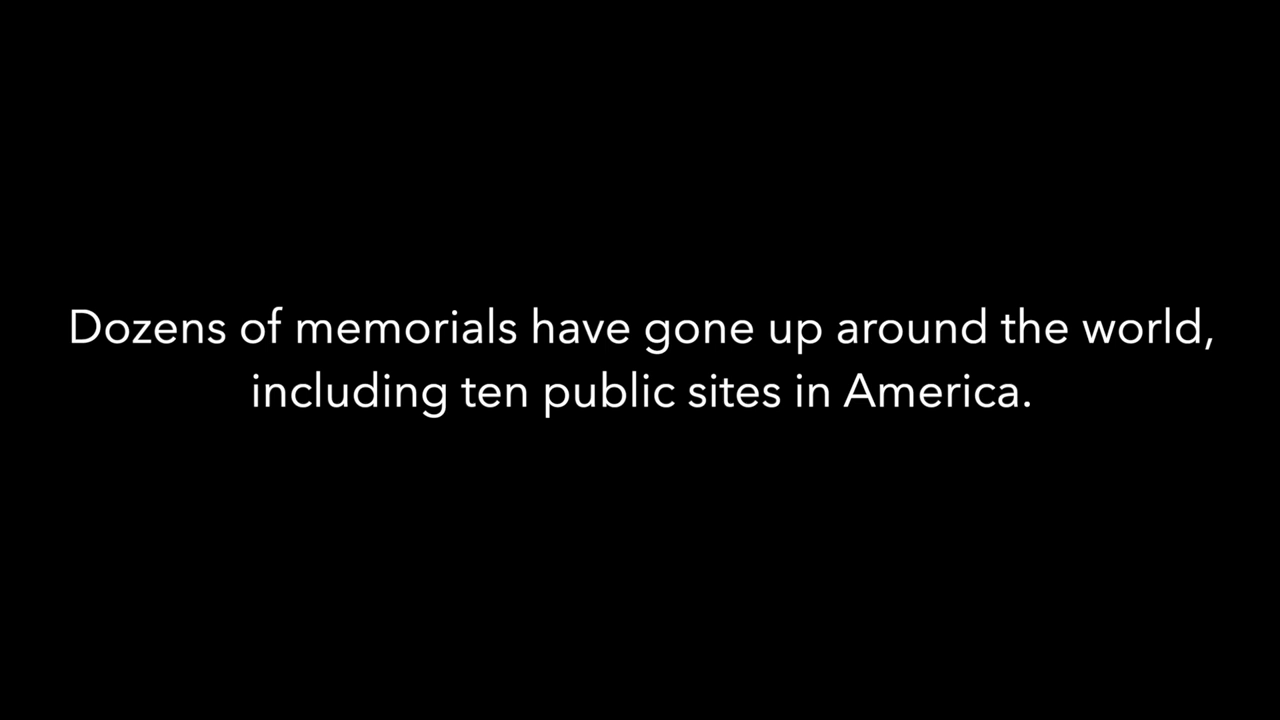 Dozens of memorials have gone up around the world,
including ten public sites in America.